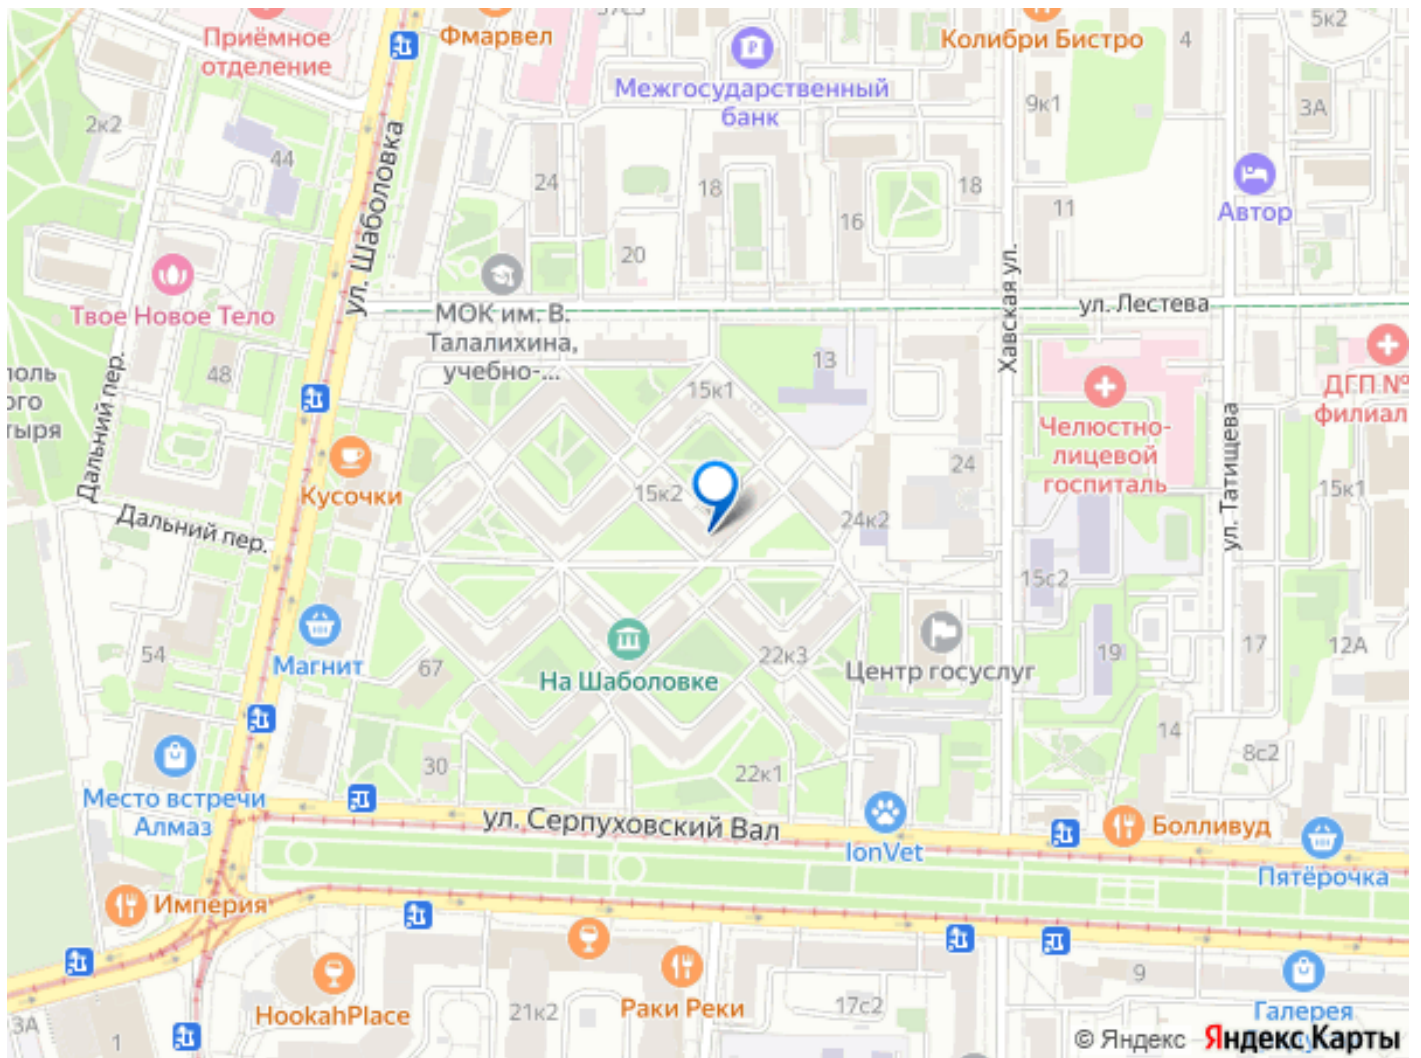 Приёмное
отделение
Фмарвел
Колибри Бистро
4
5к2
Межгосударственный
банк
9к1
3А
2к2
44
ул. Шаболовка
24
18
16
18
11
Автор
20
Твое Новое Тело
МОК им. В.
Талалихина,
учебно-...
ул. Лестева
Хавская ул.
48
13
15к1
ДГП №
филиал
Челюстно-
лицевой
госпиталь
Дальний пер.
Кусочки
15к2
24
24к2
15к1
ул. Татищева
Дальний пер.
15с2
Магнит
54
67
На Шаболовке
22к3
Центр госуслуг
19
17
12А
14
8с2
30
22к1
Место встречи
Алмаз
ул. Серпуховский Вал
IonVet
Болливуд
Пятёрочка
Империя
HookahPlace
21к2
Раки Реки
17с2
9
Галерея
3А
1
© Яндекс Яндекс Карты